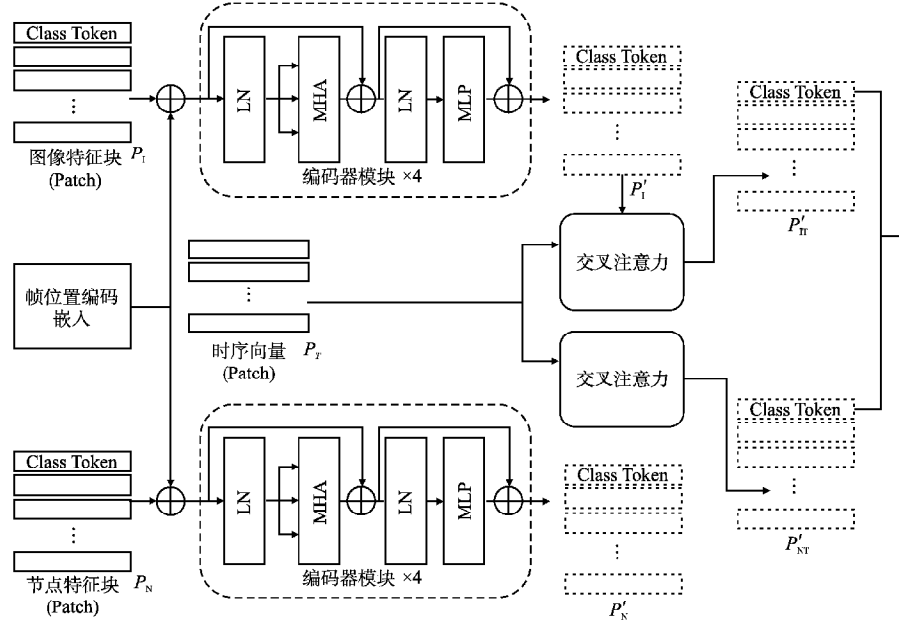 Class Token
⋮
图像特征块 P_I
(Patch)
LN
MHA
LN
MLP
编码器模块 ×4
Class Token
⋮
P'_I
Class Token
⋮
P'_IT
帧位置编码
嵌入
⋮
时序向量 P_T
(Patch)
交叉注意力
交叉注意力
Class Token
⋮
P'_NT
Class Token
⋮
节点特征块 P_N
(Patch)
LN
MHA
LN
MLP
编码器模块 ×4
Class Token
⋮
P'_N